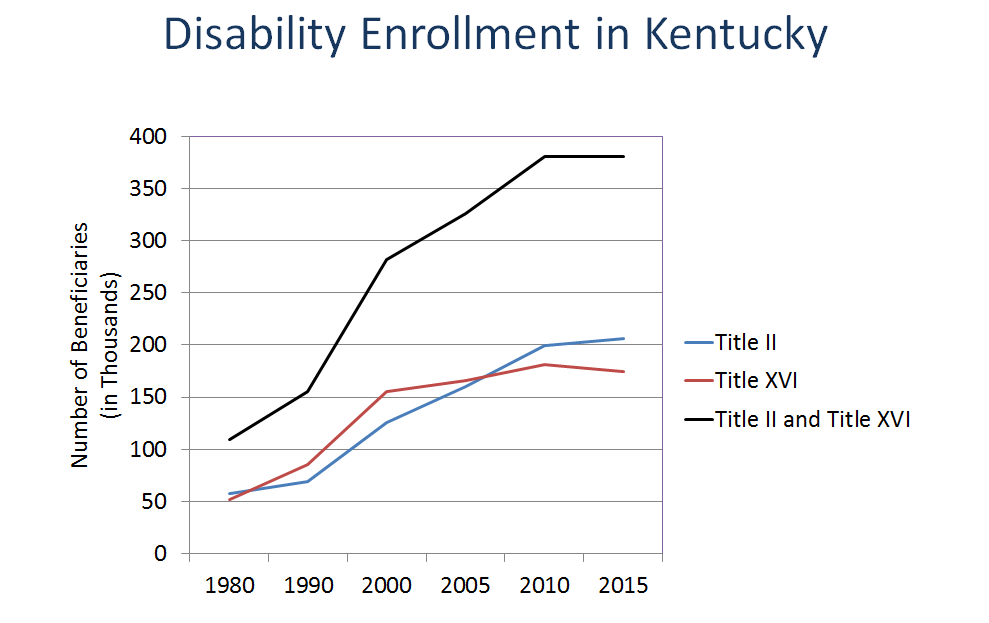 Disability Enrollment in Kentucky
400
350
300
250
200
150
100
50
0
Number of Beneficiaries
(in Thousands)
1980 1990 2000 2005 2010 2015
Title II
Title XVI
Title II and Title XVI